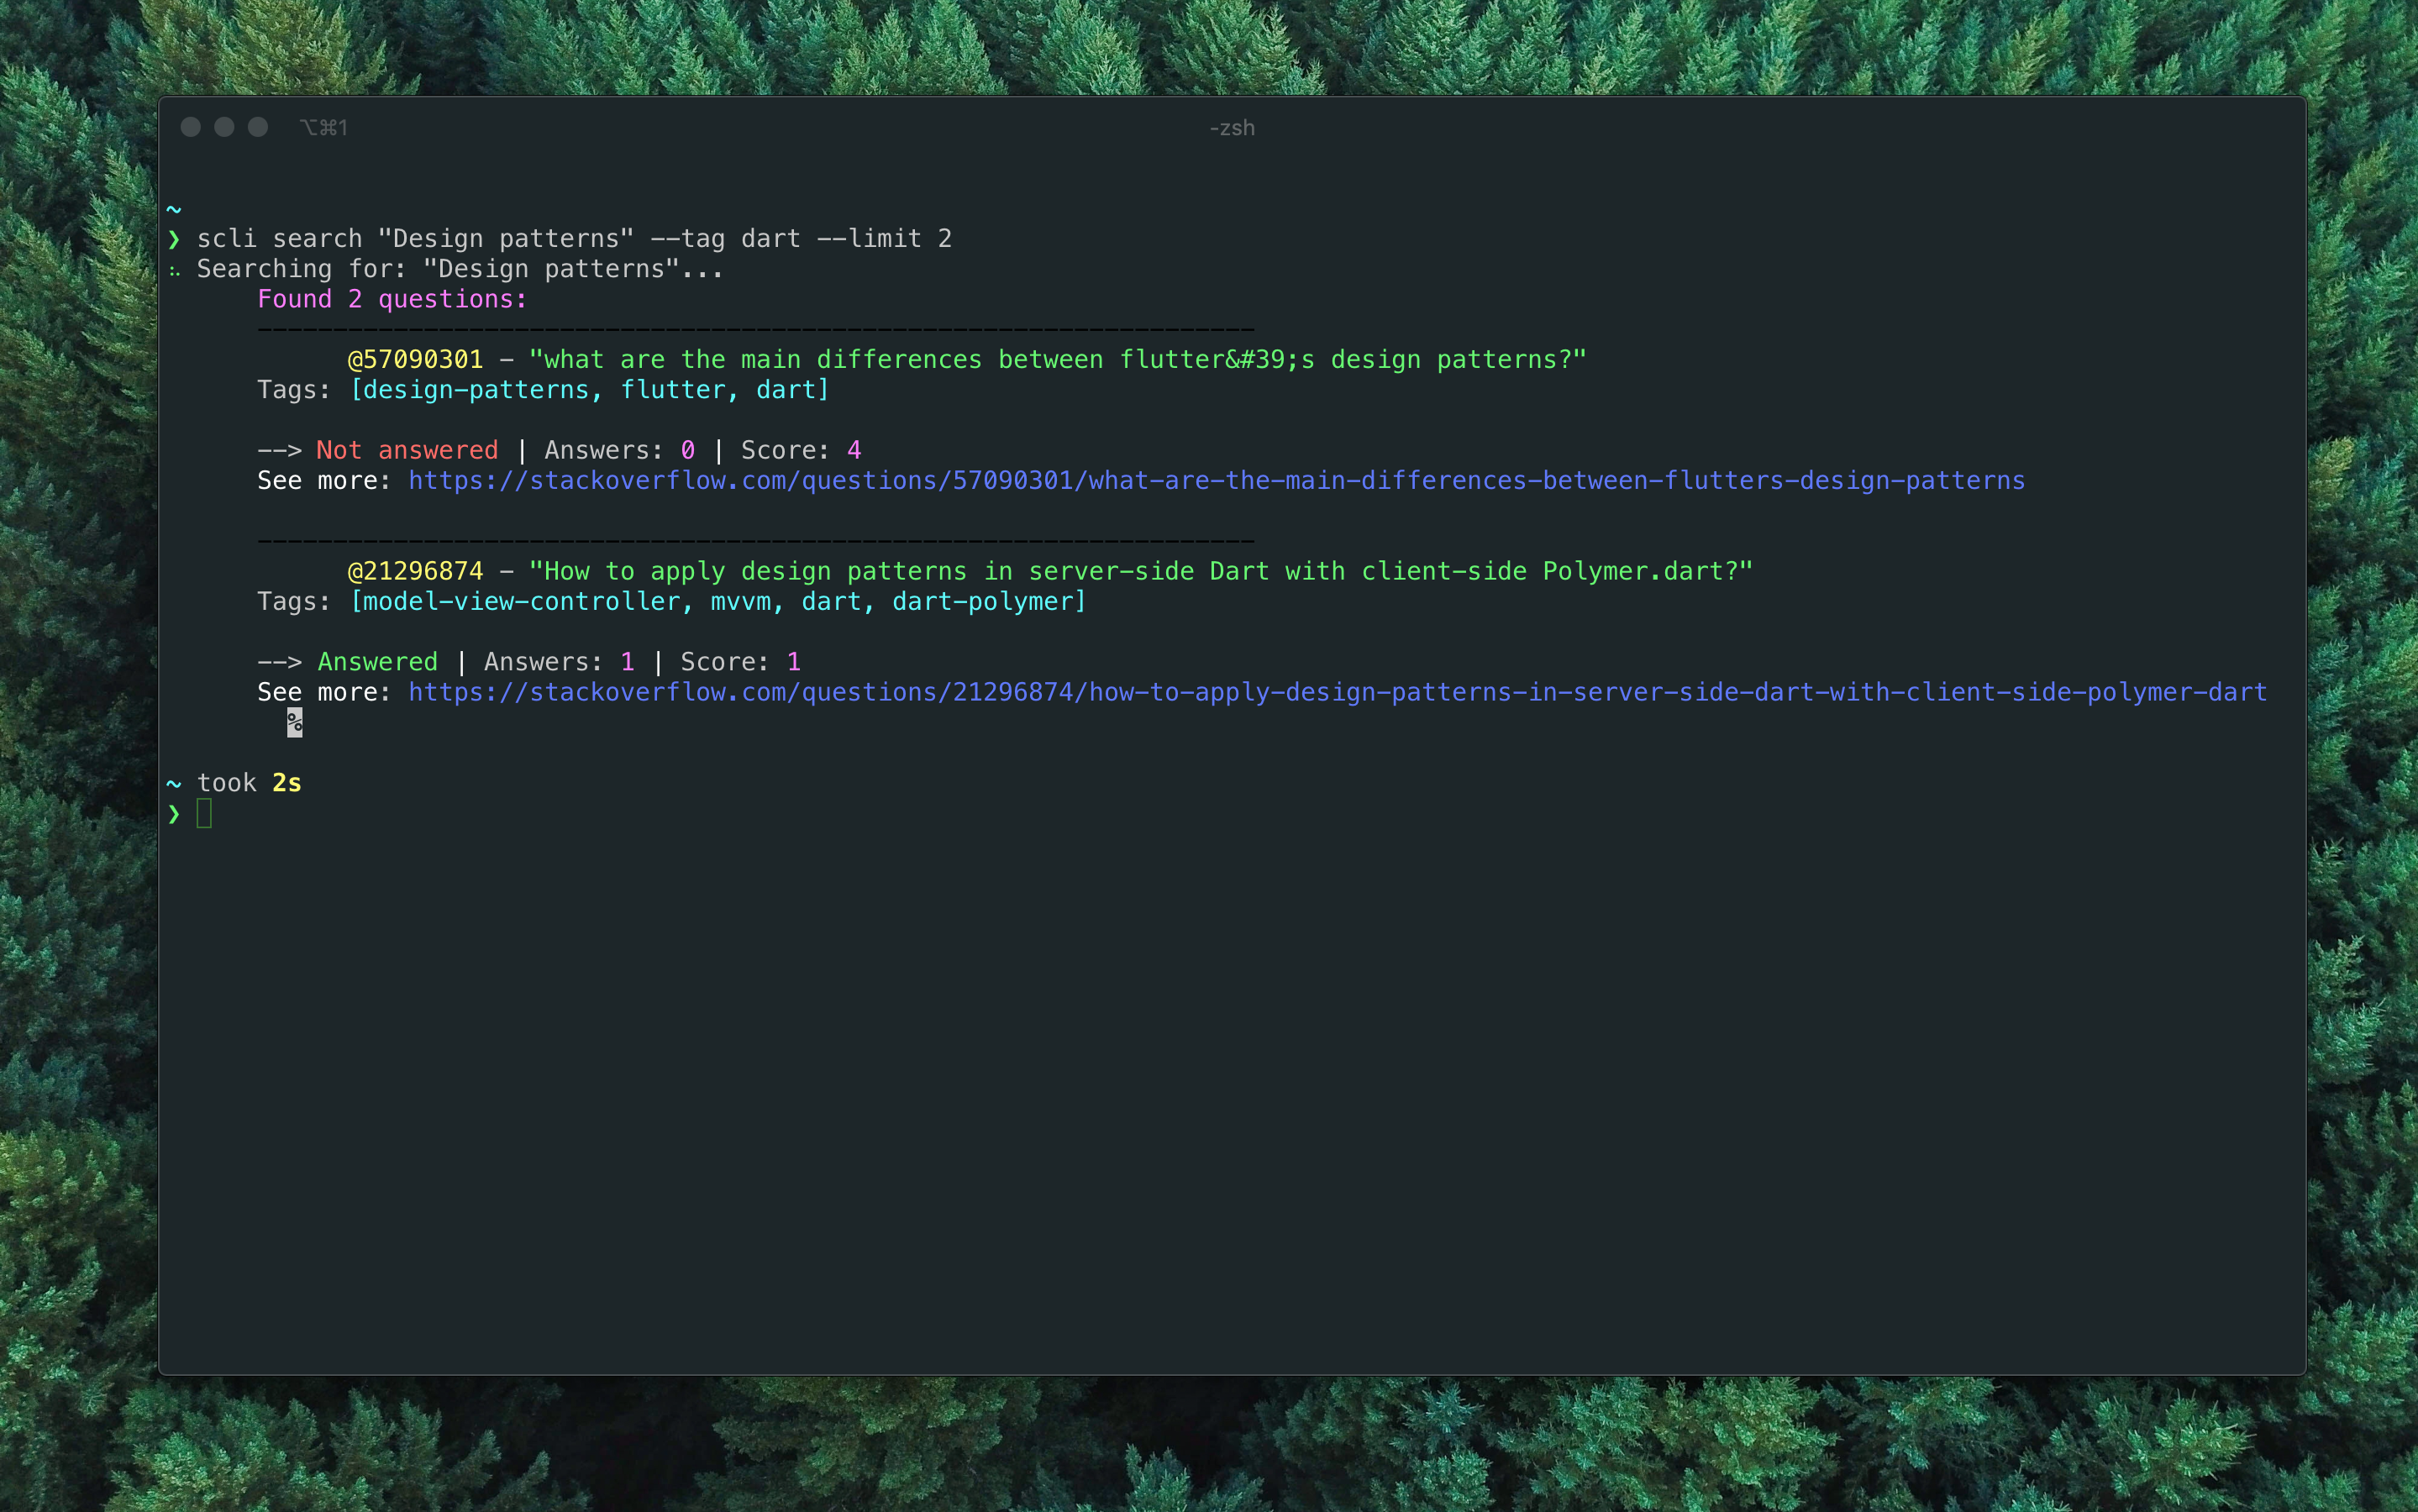 ⌥⌘1 -zsh
~
❯ scli search "Design patterns" --tag dart --limit 2
⠦ Searching for: "Design patterns"...
Found 2 questions:
------------------------------------------------------------------
@57090301 - "what are the main differences between flutter&#39;s design patterns?"
Tags: [design-patterns, flutter, dart]
--> Not answered | Answers: 0 | Score: 4
See more: https://stackoverflow.com/questions/57090301/what-are-the-main-differences-between-flutters-design-patterns
------------------------------------------------------------------
@21296874 - "How to apply design patterns in server-side Dart with client-side Polymer.dart?"
Tags: [model-view-controller, mvvm, dart, dart-polymer]
--> Answered | Answers: 1 | Score: 1
See more: https://stackoverflow.com/questions/21296874/how-to-apply-design-patterns-in-server-side-dart-with-client-side-polymer-dart
%
~ took 2s
❯